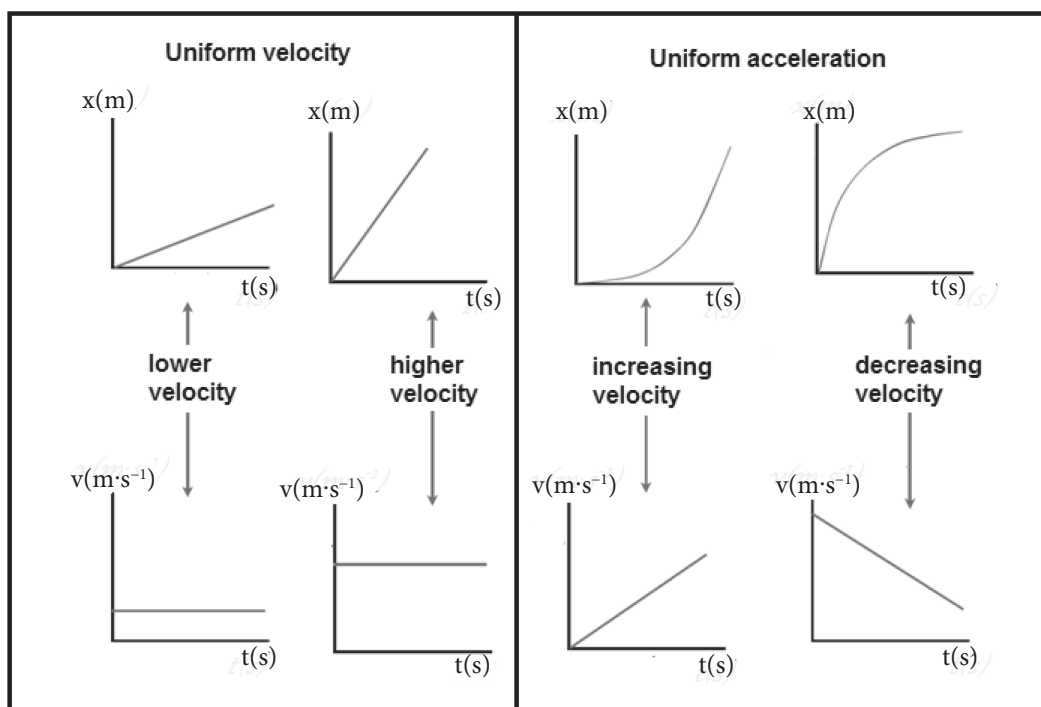 Uniform velocity
x(m)
x(m)
t(s)
t(s)
lower
velocity
higher
velocity
v(m·s⁻¹)
v(m·s⁻¹)
t(s)
t(s)
Uniform acceleration
x(m)
x(m)
t(s)
t(s)
increasing
velocity
decreasing
velocity
v(m·s⁻¹)
v(m·s⁻¹)
t(s)
t(s)